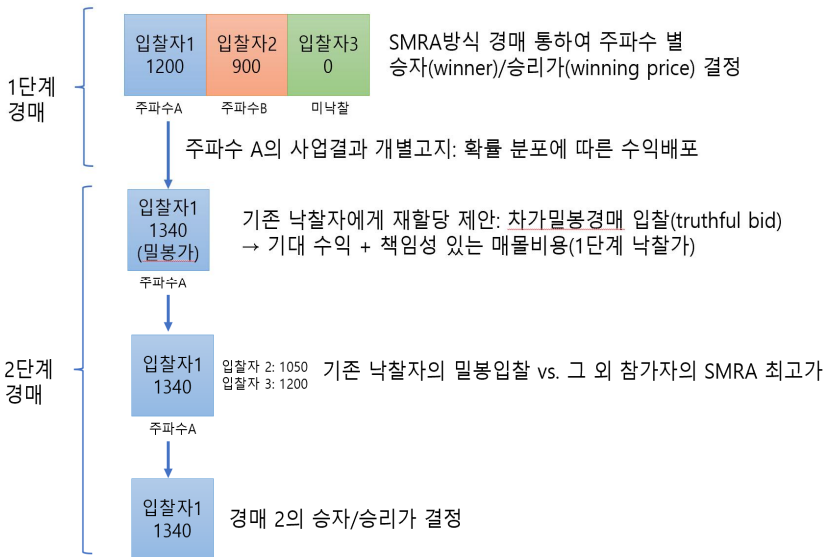 1단계
경매
입찰자1
1200
입찰자2
900
입찰자3
0
주파수A
주파수B
미낙찰
SMRA방식 경매 통하여 주파수 별
승자(winner)/승리가(winning price) 결정
주파수 A의 사업결과 개별고지: 확률 분포에 따른 수익배포
2단계
경매
입찰자1
1340
(밀봉가)
주파수A
기존 낙찰자에게 재할당 제안: 차가밀봉경매 입찰(truthful bid)
→ 기대 수익 + 책임성 있는 매몰비용(1단계 낙찰가)
입찰자1
1340
주파수A
입찰자 2: 1050
입찰자 3: 1200
기존 낙찰자의 밀봉입찰 vs. 그 외 참가자의 SMRA 최고가
입찰자1
1340
경매 2의 승자/승리가 결정